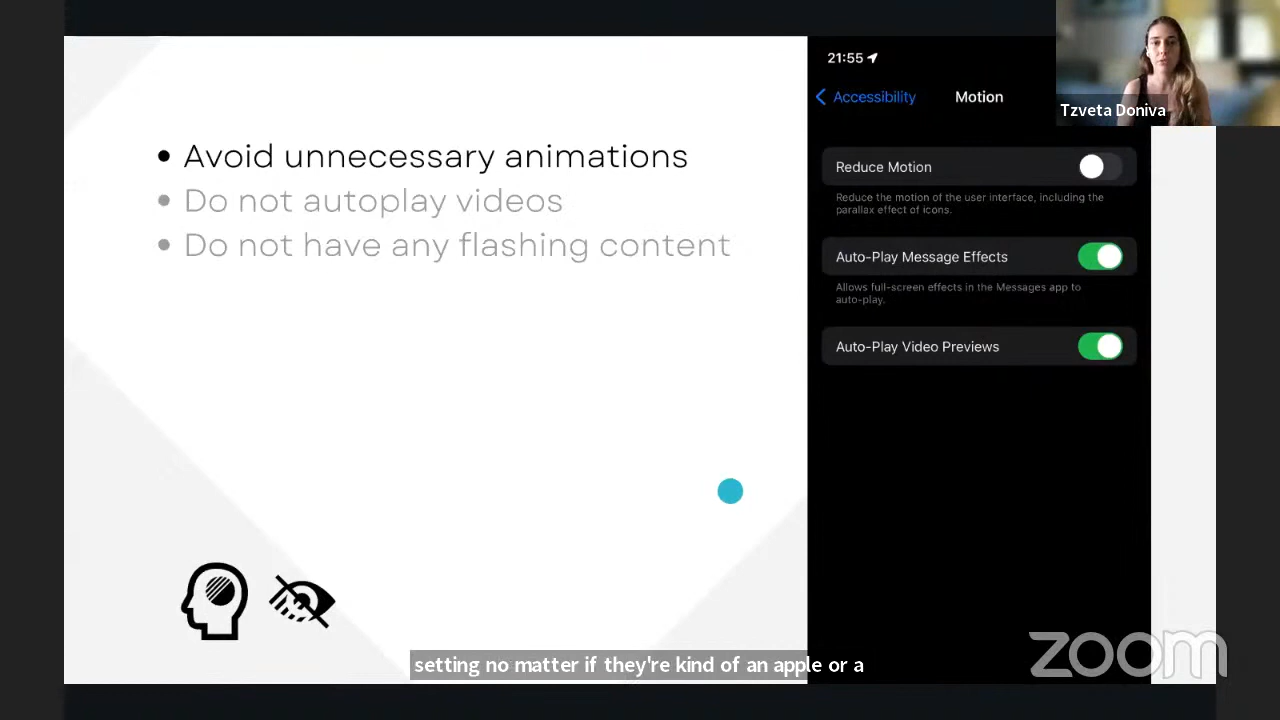 Avoid unnecessary animations
Do not autoplay videos
Do not have any flashing content
21:55
Accessibility
Motion
Reduce Motion
Reduce the motion of the user interface, including the
parallax effect of icons.
Auto-Play Message Effects
Allows full-screen effects in the Messages app to
auto-play.
Auto-Play Video Previews
Tzveta Doniva
setting no matter if they're kind of an apple or a
zoom